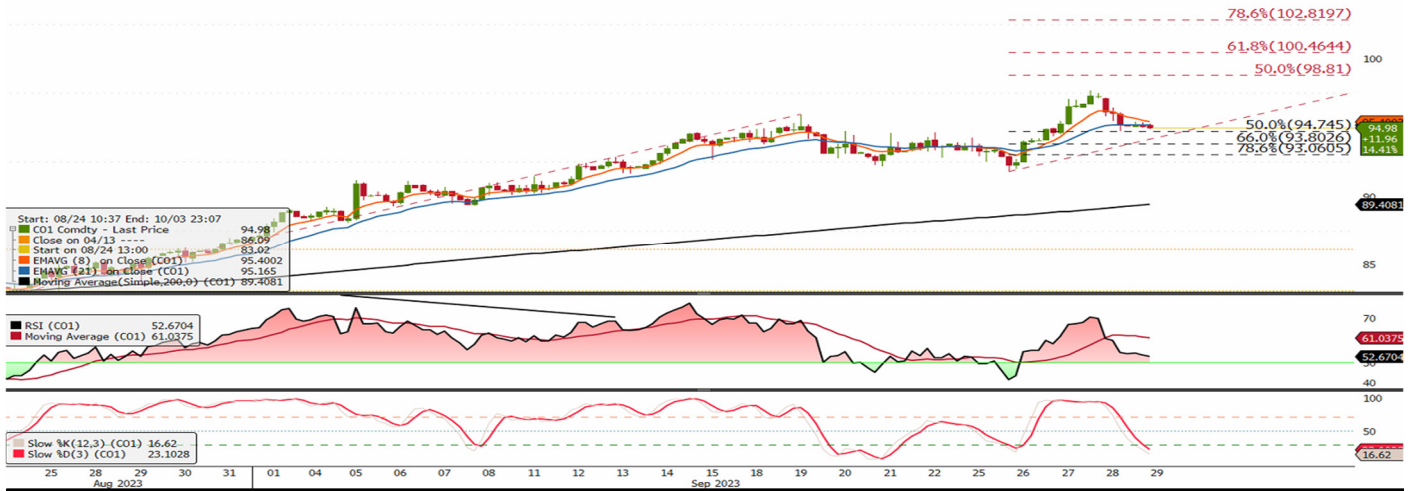 78.6%(102.8197)
61.8%(100.4644)
100
50.0%(98.81)
50.0%(94.745)
94.98
66.0%(93.8026)
+11.96
78.6%(93.0605)
14.41%
89.4081
85
Start: 08/24 10:37 End: 10/03 23:07
CO1 Comdty - Last Price 94.98
Close on 04/13 ---- 86.09
Start on 08/24 13:00 83.02
EMAVG (8) on Close (CO1) 95.4002
EMAVG (21) on Close (CO1) 95.165
Moving Average(Simple,200,0) (CO1) 89.4081
70
RSI (CO1) 52.6704
Moving Average (CO1) 61.0375
61.0375
52.6704
40
100
50
Slow %K(12,3) (CO1) 16.62
Slow %D(3) (CO1) 23.1028
16.62
25 28 29 30 31 01 04 05 06 07 08 11 12 13 14 15 18 19 20 21 22 25 26 27 28 29
Aug 2023 Sep 2023